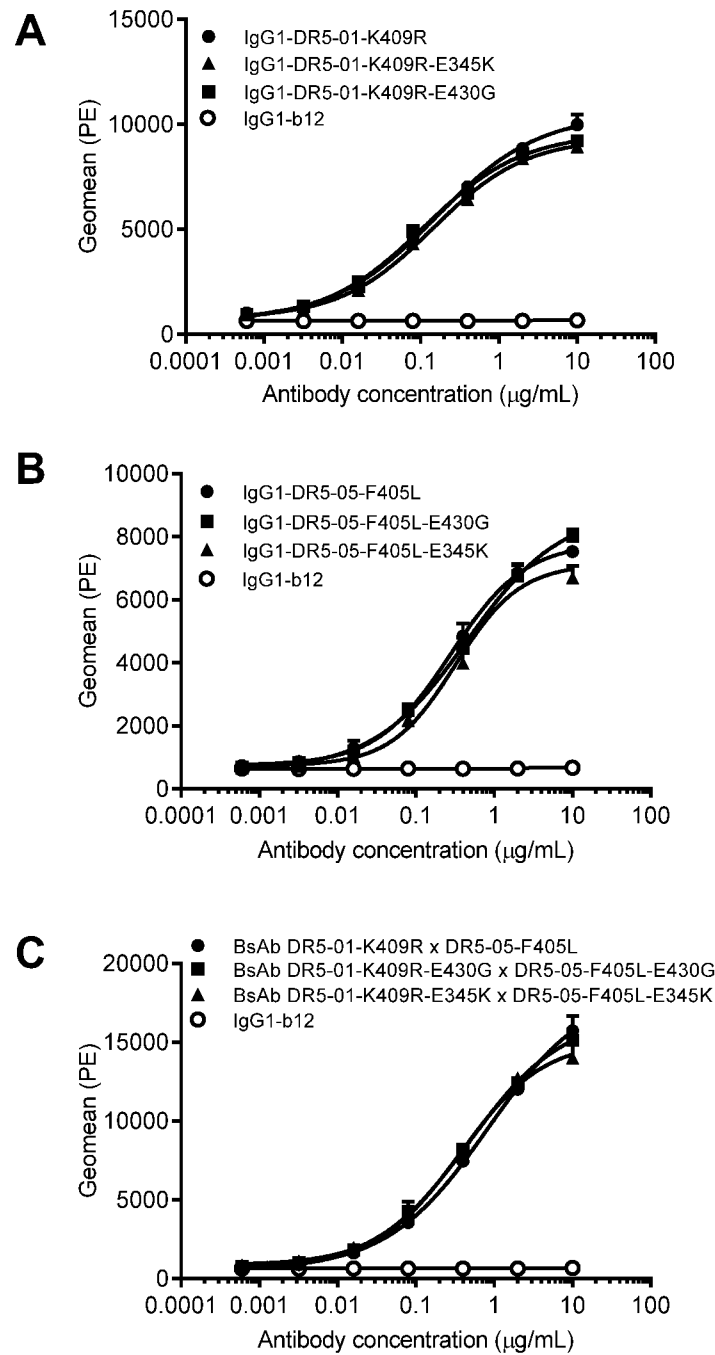 A
IgG1-DR5-01-K409R
IgG1-DR5-01-K409R-E345K
IgG1-DR5-01-K409R-E430G
IgG1-b12
Geomean (PE)
15000
10000
5000
0
0.0001 0.001 0.01 0.1 1 10 100
Antibody concentration (µg/mL)
B
IgG1-DR5-05-F405L
IgG1-DR5-05-F405L-E430G
IgG1-DR5-05-F405L-E345K
IgG1-b12
Geomean (PE)
10000
8000
6000
4000
2000
0
0.0001 0.001 0.01 0.1 1 10 100
Antibody concentration (µg/mL)
C
BsAb DR5-01-K409R x DR5-05-F405L
BsAb DR5-01-K409R-E430G x DR5-05-F405L-E430G
BsAb DR5-01-K409R-E345K x DR5-05-F405L-E345K
IgG1-b12
Geomean (PE)
20000
15000
10000
5000
0
0.0001 0.001 0.01 0.1 1 10 100
Antibody concentration (µg/mL)